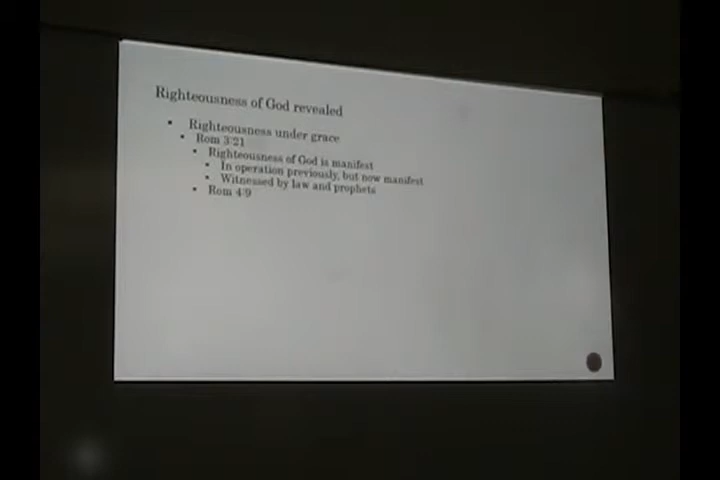 Righteousness of God revealed
Righteousness under grace
Rom 3:21
Righteousness of God is manifest
In operation previously, but now manifest
Witnessed by law and prophets
Rom 4:9